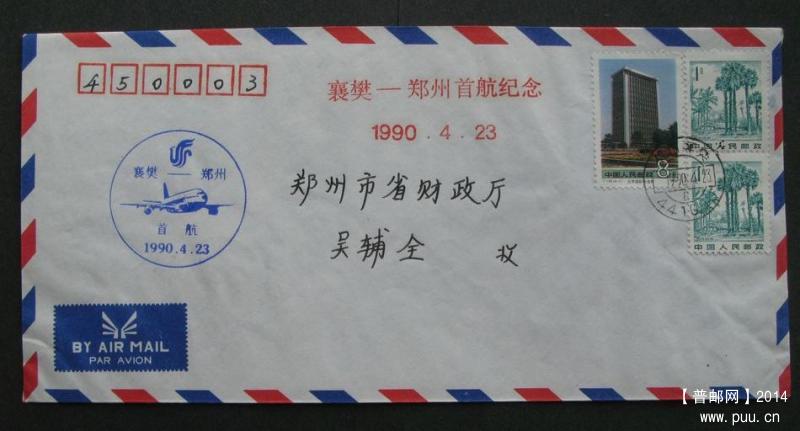 450003
襄樊 — 郑州首航纪念
1990.4.23
襄樊 — 郑州
首航
1990.4.23
郑州市省财政厅
吴辅全 收
BY AIR MAIL
PAR AVION
8分
中国人民邮政
1分
中国人民邮政
中国人民邮政
【普邮网】2014
www.puu.cn